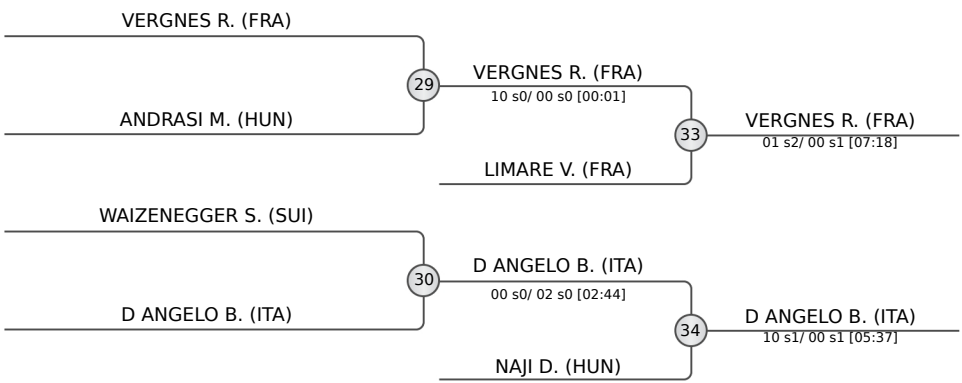 VERGNES R. (FRA)
29
VERGNES R. (FRA)
10 s0/ 00 s0 [00:01]
ANDRASI M. (HUN)
33
VERGNES R. (FRA)
01 s2/ 00 s1 [07:18]
LIMARE V. (FRA)
WAIZENEGGER S. (SUI)
30
D ANGELO B. (ITA)
00 s0/ 02 s0 [02:44]
D ANGELO B. (ITA)
34
D ANGELO B. (ITA)
10 s1/ 00 s1 [05:37]
NAJI D. (HUN)